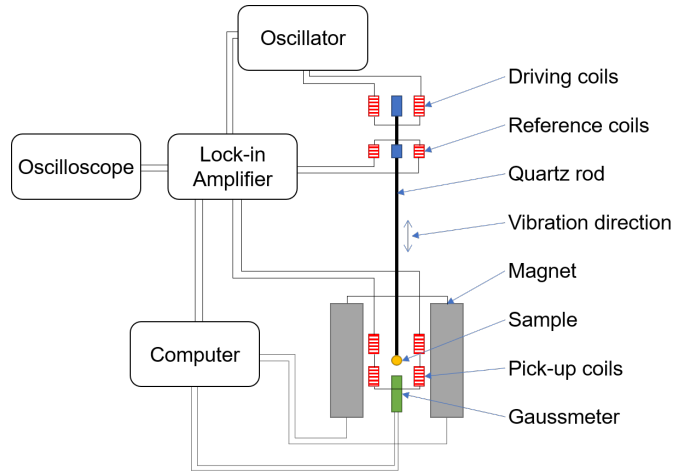 Oscillator
Driving coils
Reference coils
Oscilloscope
Lock-in
Amplifier
Quartz rod
Vibration direction
Magnet
Sample
Computer
Pick-up coils
Gaussmeter